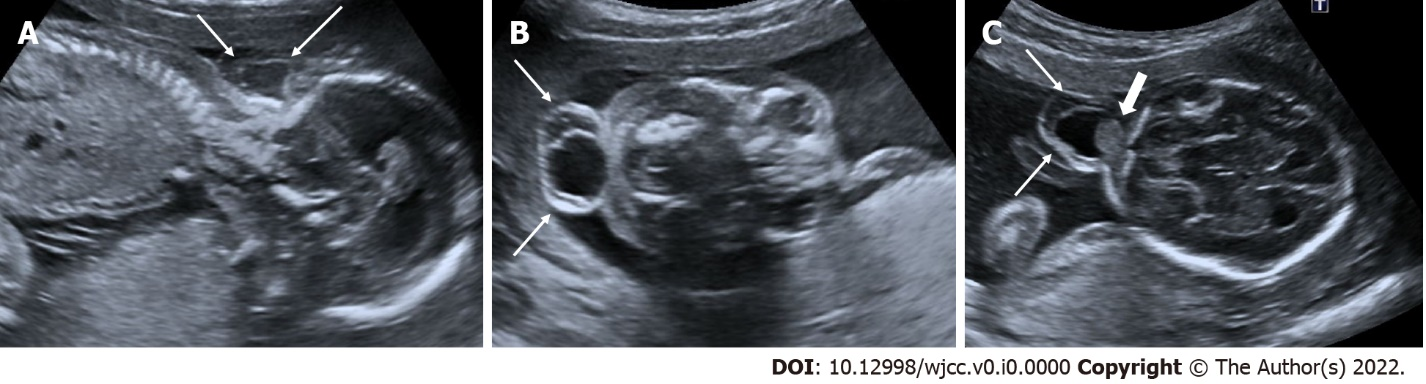 A
B
C
T
DOI: 10.12998/wjcc.v0.i0.0000 Copyright © The Author(s) 2022.